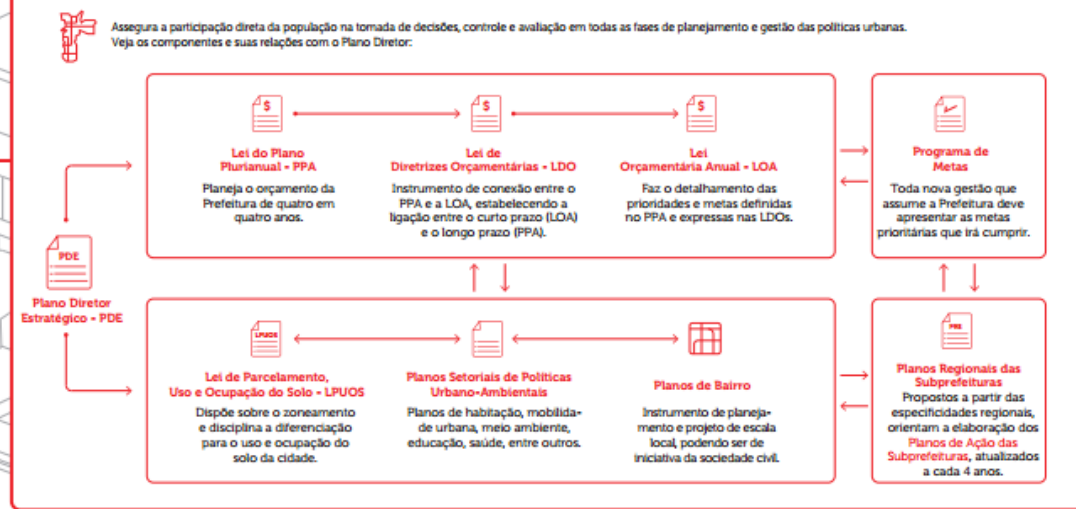 Assegura a participação direta da população na tomada de decisões, controle e avaliação em todas as fases de planejamento e gestão das políticas urbanas.
Veja os componentes e suas relações com o Plano Diretor:
$
$
$
Lei do Plano
Plurianual - PPA
Planeja o orçamento da
Prefeitura de quatro em
quatro anos.
Lei de
Diretrizes Orçamentárias - LDO
Instrumento de conexão entre o
PPA e a LOA, estabelecendo a
ligação entre o curto prazo (LOA)
e o longo prazo (PPA).
Lei
Orçamentária Anual - LOA
Faz o detalhamento das
prioridades e metas definidas
no PPA e expressas nas LDOs.
Programa de
Metas
Toda nova gestão que
assume a Prefeitura deve
apresentar as metas
prioritárias que irá cumprir.
PDE
Plano Diretor
Estratégico - PDE
LPUOS
Lei de Parcelamento,
Uso e Ocupação do Solo - LPUOS
Dispõe sobre o zoneamento
e disciplina a diferenciação
para o uso e ocupação do
solo da cidade.
Planos Setoriais de Políticas
Urbano-Ambientais
Planos de habitação, mobilida-
de urbana, meio ambiente,
educação, saúde, entre outros.
Planos de Bairro
Instrumento de planeja-
mento e projeto de escala
local, podendo ser de
iniciativa da sociedade civil.
PRE
Planos Regionais das
Subprefeituras
Propostos a partir das
especificidades regionais,
orientam a elaboração dos
Planos de Ação das
Subprefeituras, atualizados
a cada 4 anos.